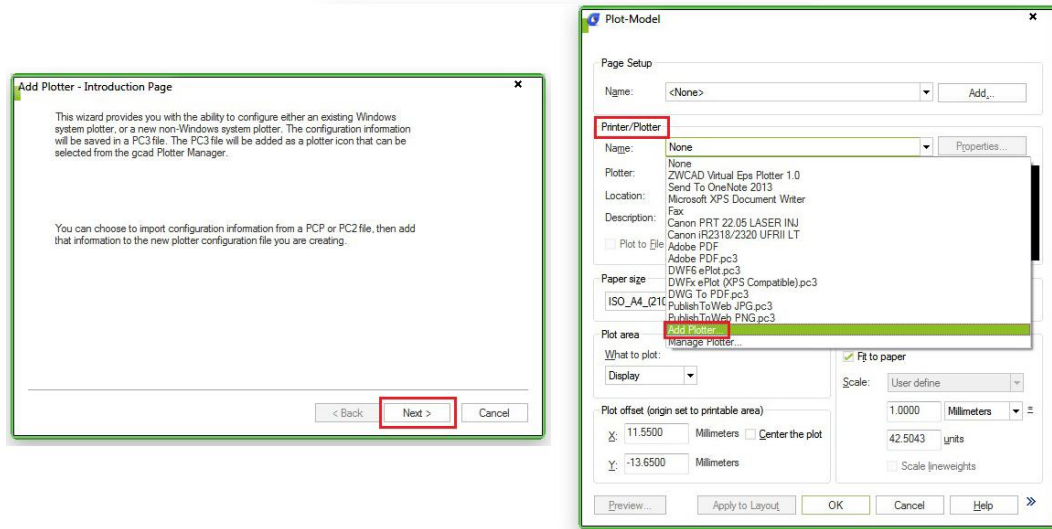 Add Plotter - Introduction Page
This wizard provides you with the ability to configure either an existing Windows
system plotter, or a new non-Windows system plotter. The configuration information
will be saved in a PC3 file. The PC3 file will be added as a plotter icon that can be
selected from the gcad Plotter Manager.
You can choose to import configuration information from a PCP or PC2 file, then add
that information to the new plotter configuration file you are creating.
< Back Next > Cancel
Plot-Model
Page Setup
Name: <None> Add...
Printer/Plotter
Name: None Properties...
Plotter:
Location:
Description:
Plot to File
None
ZWCAD Virtual Eps Plotter 1.0
Send To OneNote 2013
Microsoft XPS Document Writer
Fax
Canon PRT 22.05 LASER INJ
Canon iR2318/2320 UFRII LT
Adobe PDF
Adobe PDF.pc3
DWF6 ePlot.pc3
DWFx ePlot (XPS Compatible).pc3
DWG To PDF.pc3
PublishToWeb JPG.pc3
PublishToWeb PNG.pc3
Add Plotter...
Manage Plotter...
Paper size
ISO_A4_(210
Plot area
What to plot:
Display
Fit to paper
Scale: User define
1.0000 Millimeters =
42.5043 units
Scale lineweights
Plot offset (origin set to printable area)
X: 11.5500 Millimeters Center the plot
Y: -13.6500 Millimeters
Preview... Apply to Layout OK Cancel Help »